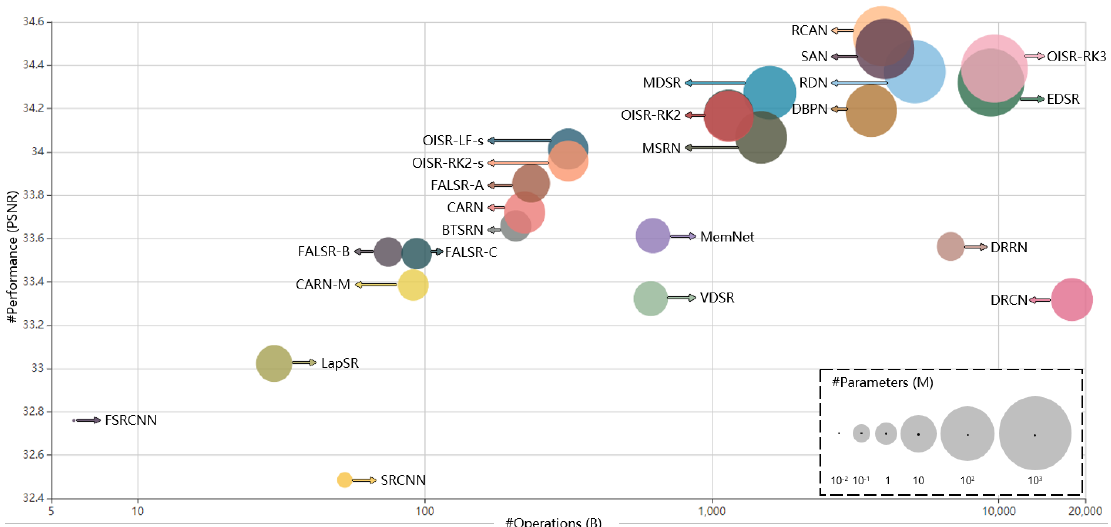 34.6
34.4
34.2
34
33.8
33.6
33.4
33.2
33
32.8
32.6
32.4
#Performance (PSNR)
RCAN
SAN
OISR-RK3
MDSR
RDN
EDSR
OISR-RK2
DBPN
OISR-LF-s
MSRN
OISR-RK2-s
FALSR-A
CARN
BTSRN
MemNet
FALSR-B
FALSR-C
DRRN
CARN-M
VDSR
DRCN
LapSR
FSRCNN
SRCNN
#Parameters (M)
10⁻² 10⁻¹ 1 10 10² 10³
5 10 100 1,000 10,000 20,000
#Operations (B)